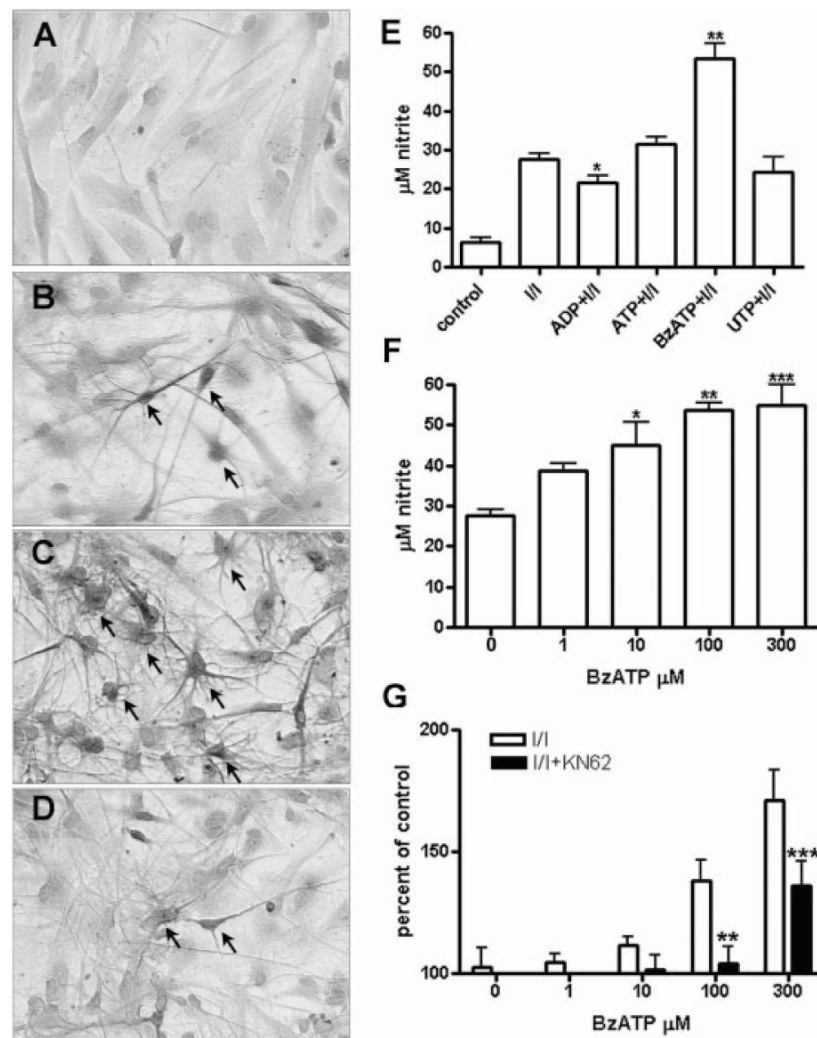 A
B
C
D
E
μM nitrite
60
50
40
30
20
10
0
*
**
control
I/I
ADP+I/I
ATP+I/I
BzATP+I/I
UTP+I/I
F
μM nitrite
60
50
40
30
20
10
0
*
**
***
0 1 10 100 300
BzATP μM
G
percent of control
200
150
100
I/I
I/I+KN62
**
***
0 1 10 100 300
BzATP μM